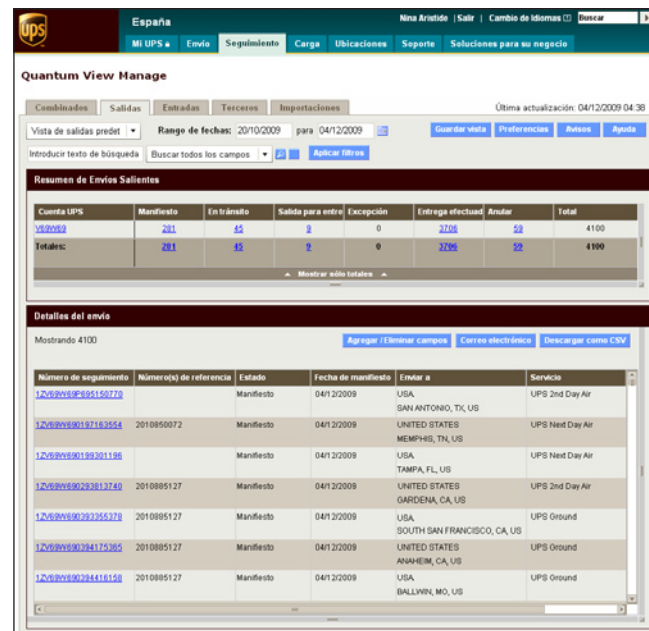 ups
España
Nina Aristide | Salir | Cambio de Idiomas Buscar
Mi UPS Envío Seguimiento Carga Ubicaciones Soporte Soluciones para su negocio
Quantum View Manage
Combinados Salidas Entradas Terceros Importaciones Última actualización: 04/12/2009 04:38
Vista de salidas predet Rango de fechas: 20/10/2009 para 04/12/2009 Guardar vista Preferencias Avisos Ayuda
Introducir texto de búsqueda Buscar todos los campos Aplicar filtros
Resumen de Envíos Salientes
Cuenta UPS Manifiesto En tránsito Salida para entre Excepción Entrega efectuad Anular Total
V69W69 281 45 9 0 3706 59 4100
Totales: 281 45 9 0 3706 59 4100
Mostrar sólo totales
Detalles del envío
Mostrando 4100 Agregar / Eliminar campos Correo electrónico Descargar como CSV
Número de seguimiento Número(s) de referencia Estado Fecha de manifiesto Enviar a Servicio
1ZV69W69P695150770 Manifiesto 04/12/2009 USA UPS 2nd Day Air
SAN ANTONIO, TX, US
1ZV69W690197163554 2010850072 Manifiesto 04/12/2009 UNITED STATES UPS Next Day Air
MEMPHIS, TN, US
1ZV69W690199301196 Manifiesto 04/12/2009 USA UPS Next Day Air
TAMPA, FL, US
1ZV69W690293813740 2010885127 Manifiesto 04/12/2009 UNITED STATES UPS 2nd Day Air
GARDENA, CA, US
1ZV69W690393355378 2010885127 Manifiesto 04/12/2009 USA UPS Ground
SOUTH SAN FRANCISCO, CA, US
1ZV69W690394175365 2010885127 Manifiesto 04/12/2009 UNITED STATES UPS Ground
ANAHEIM, CA, US
1ZV69W690394416158 2010885127 Manifiesto 04/12/2009 USA UPS Ground
BALLWIN, MO, US